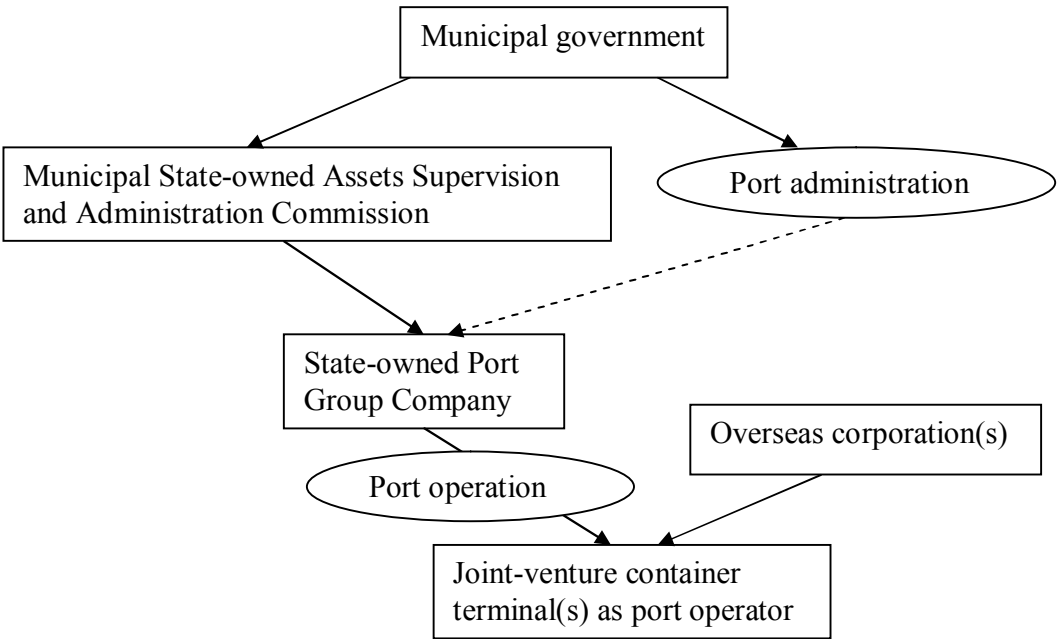 Municipal government
Municipal State-owned Assets Supervision
and Administration Commission
Port administration
State-owned Port
Group Company
Overseas corporation(s)
Port operation
Joint-venture container
terminal(s) as port operator